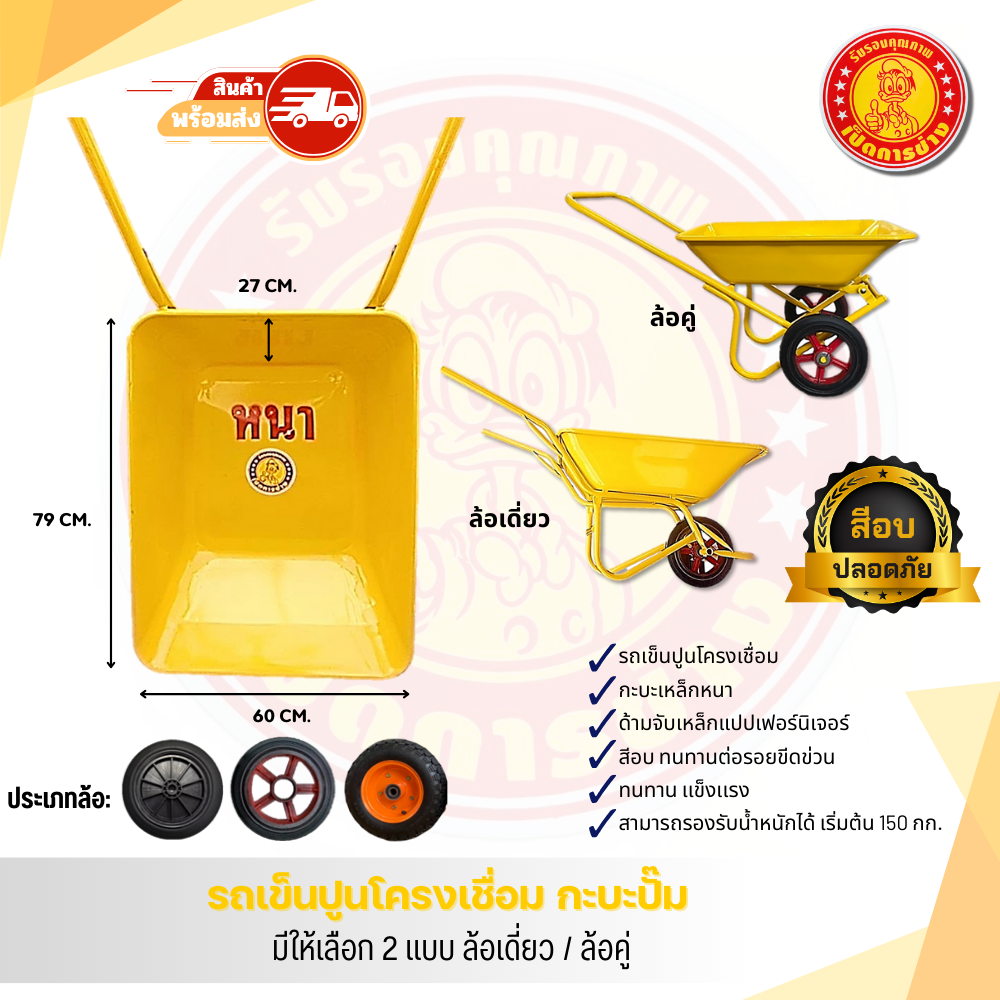 สินค้า
พร้อมส่ง
รับรองคุณภาพ
เป็ดการช่าง
27 CM.
ล้อคู่
หนา
79 CM.
ล้อเดี่ยว
สีอบ
ปลอดภัย
60 CM.
รถเข็นปูนโครงเชื่อม
กะบะเหล็กหนา
ด้ามจับเหล็กแปปเฟอร์นิเจอร์
สีอบ ทนทานต่อรอยขีดข่วน
ทนทาน แข็งแรง
สามารถรองรับน้ำหนักได้ เริ่มต้น 150 กก.
ประเภทล้อ:
รถเข็นปูนโครงเชื่อม กะบะปั๊ม
มีให้เลือก 2 แบบ ล้อเดี่ยว / ล้อคู่